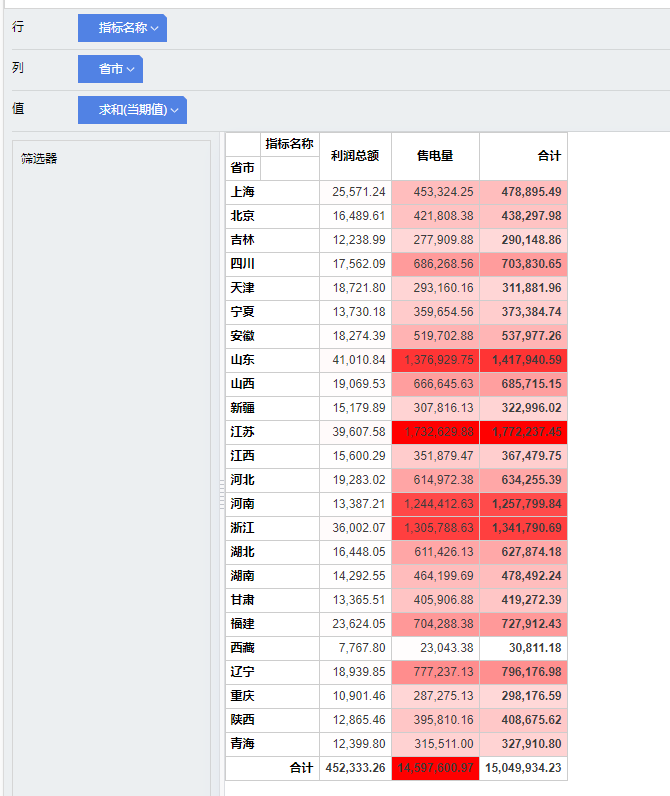 行 指标名称
列 省市
值 求和(当期值)
筛选器
指标名称 利润总额 售电量 合计
省市
上海 25,571.24 453,324.25 478,895.49
北京 16,489.61 421,808.38 438,297.98
吉林 12,238.99 277,909.88 290,148.86
四川 17,562.09 686,268.56 703,830.65
天津 18,721.80 293,160.16 311,881.96
宁夏 13,730.18 359,654.56 373,384.74
安徽 18,274.39 519,702.88 537,977.26
山东 41,010.84 1,376,929.75 1,417,940.59
山西 19,069.53 666,645.63 685,715.15
新疆 15,179.89 307,816.13 322,996.02
江苏 39,607.58 1,732,629.88 1,772,237.45
江西 15,600.29 351,879.47 367,479.75
河北 19,283.02 614,972.38 634,255.39
河南 13,387.21 1,244,412.63 1,257,799.84
浙江 36,002.07 1,305,788.63 1,341,790.69
湖北 16,448.05 611,426.13 627,874.18
湖南 14,292.55 464,199.69 478,492.24
甘肃 13,365.51 405,906.88 419,272.39
福建 23,624.05 704,288.38 727,912.43
西藏 7,767.80 23,043.38 30,811.18
辽宁 18,939.85 777,237.13 796,176.98
重庆 10,901.46 287,275.13 298,176.59
陕西 12,865.46 395,810.16 408,675.62
青海 12,399.80 315,511.00 327,910.80
合计 452,333.26 14,597,600.97 15,049,934.23